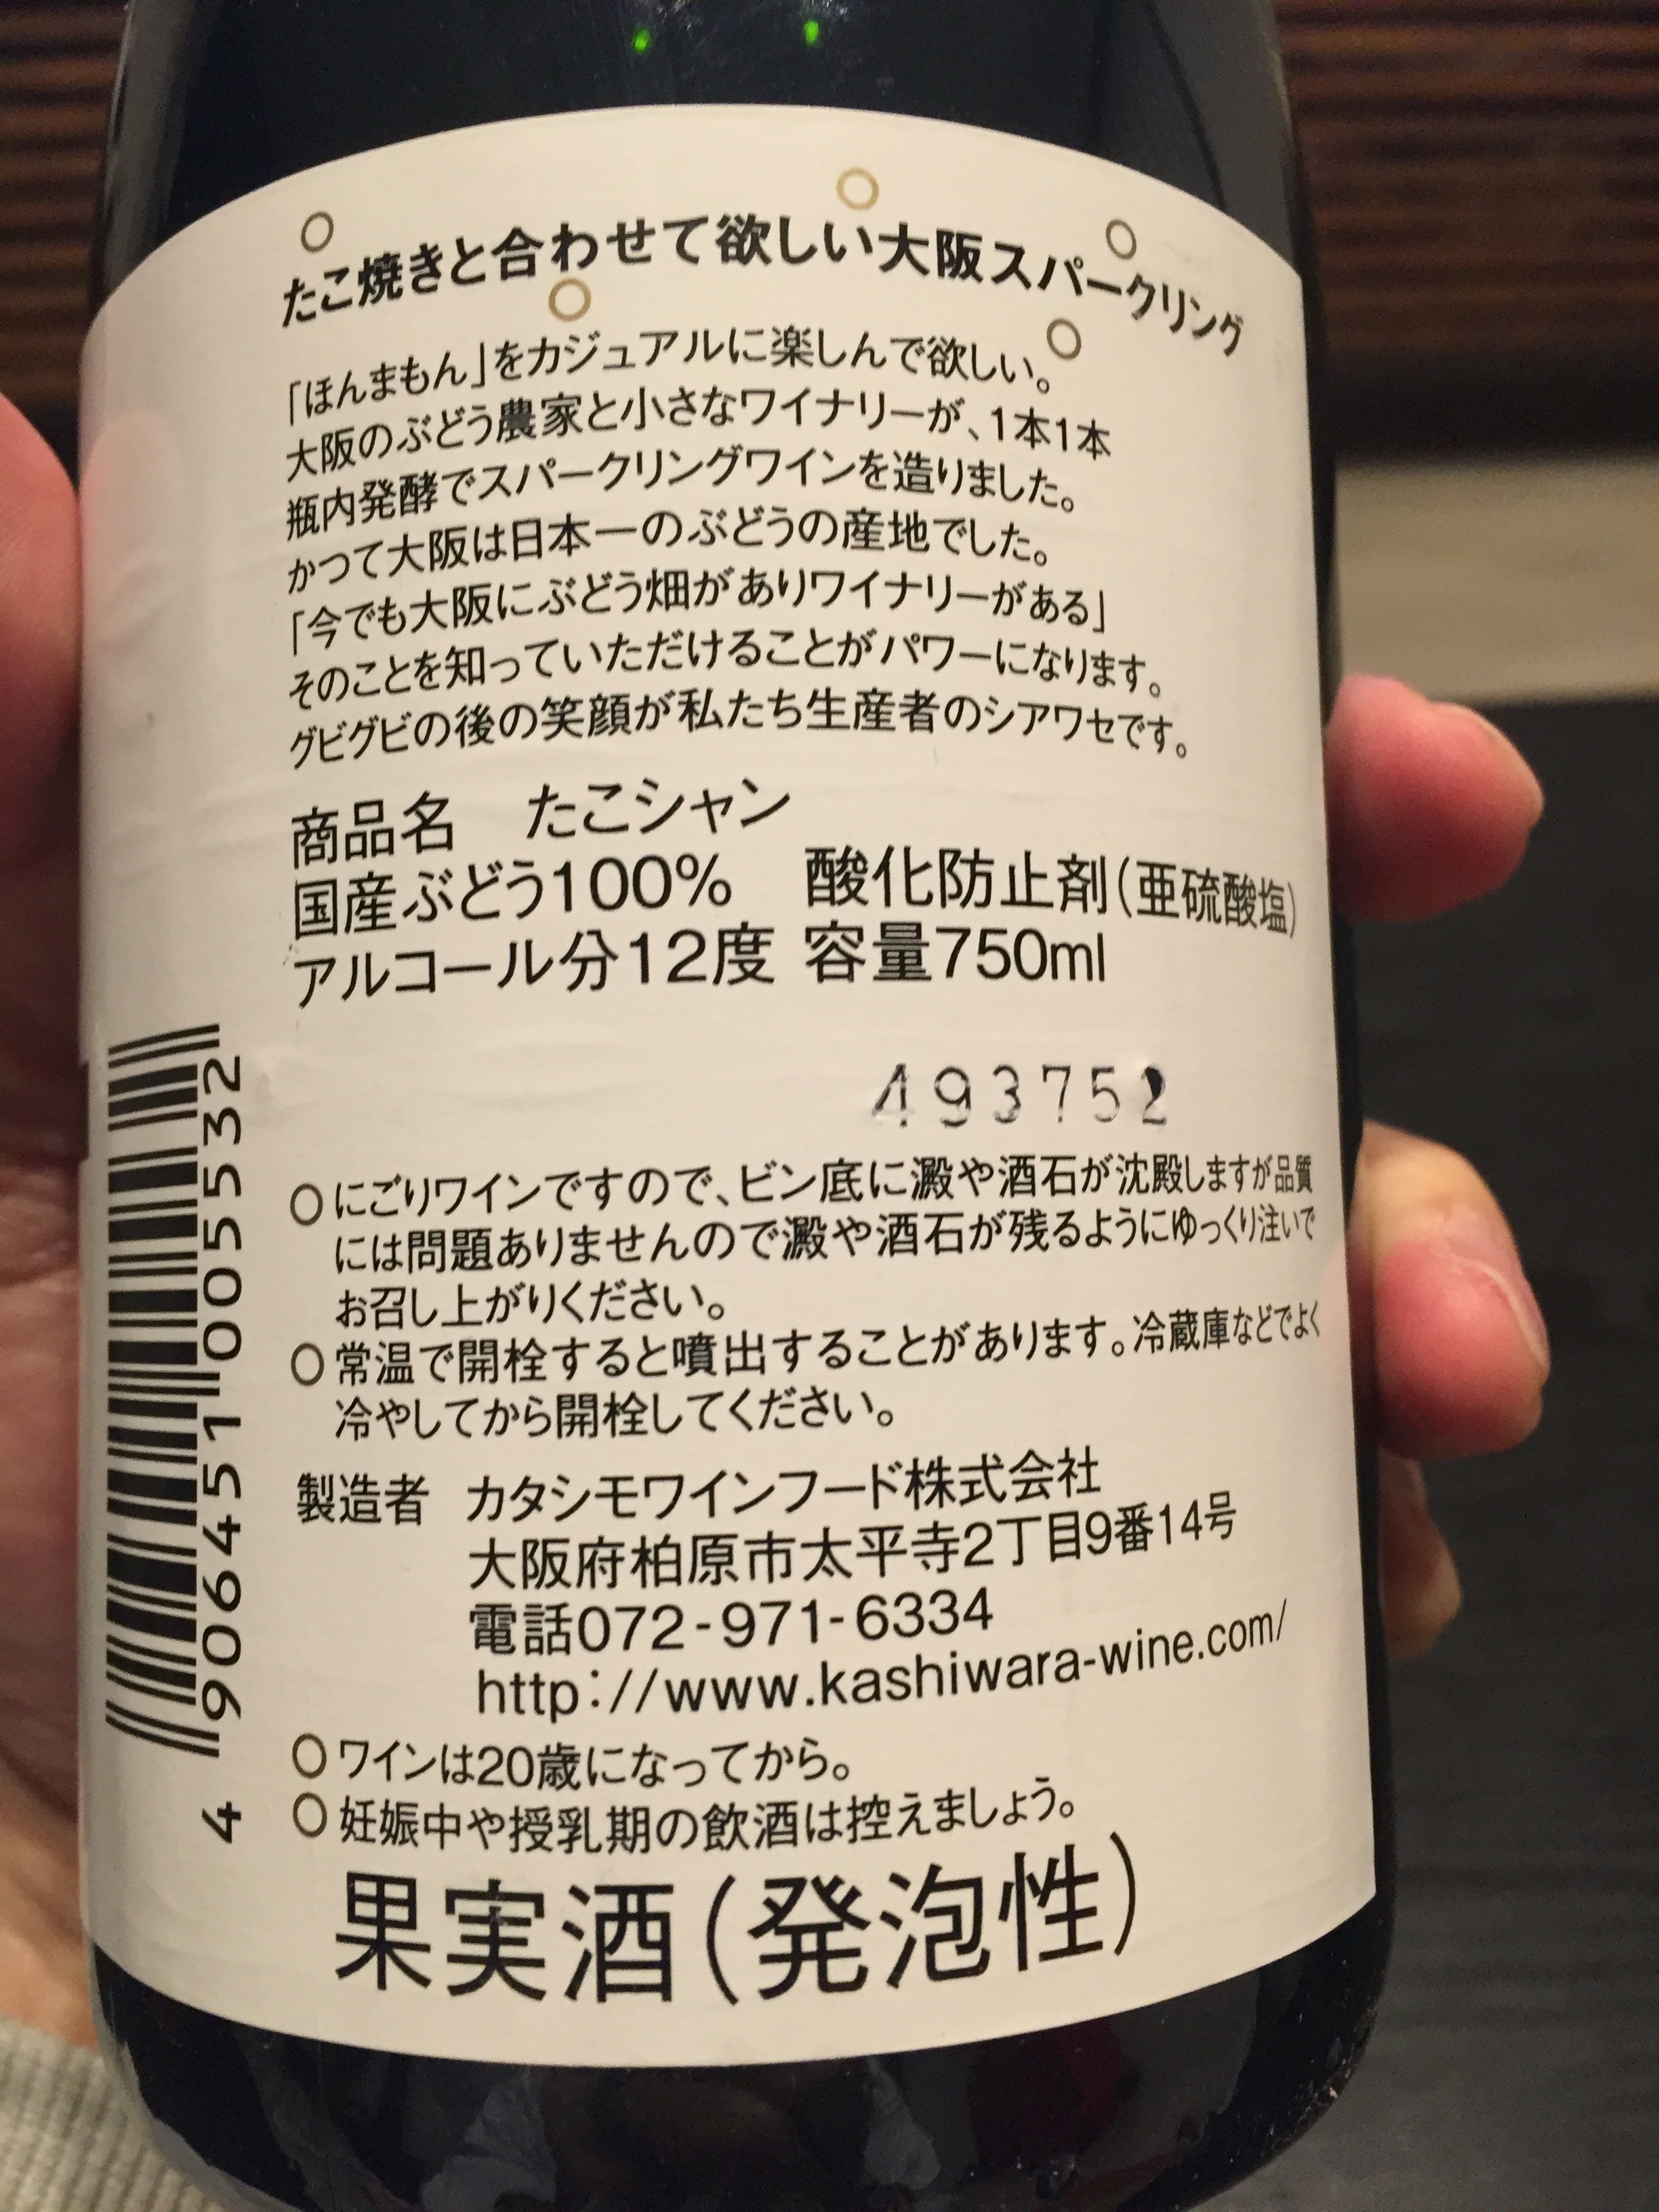 たこ焼きと合わせて欲しい大阪スパークリング
「ほんまもん」をカジュアルに楽しんで欲しい。
大阪のぶどう農家と小さなワイナリーが、1本1本
瓶内発酵でスパークリングワインを造りました。
かつて大阪は日本一のぶどうの産地でした。
「今でも大阪にぶどう畑がありワイナリーがある」
そのことを知っていただけることがパワーになります。
グビグビの後の笑顔が私たち生産者のシアワセです。
商品名 たこシャン
国産ぶどう100% 酸化防止剤(亜硫酸塩)
アルコール分12度 容量750ml
493752
○にごりワインですので、ビン底に澱や酒石が沈殿しますが品質
には問題ありませんので澱や酒石が残るようにゆっくり注いで
お召し上がりください。
○常温で開栓すると噴出することがあります。冷蔵庫などでよく
冷やしてから開栓してください。
製造者 カタシモワインフード株式会社
大阪府柏原市太平寺2丁目9番14号
電話072-971-6334
http://www.kashiwara-wine.com/
○ワインは20歳になってから。
○妊娠中や授乳期の飲酒は控えましょう。
果実酒(発泡性)
4 906451 005532